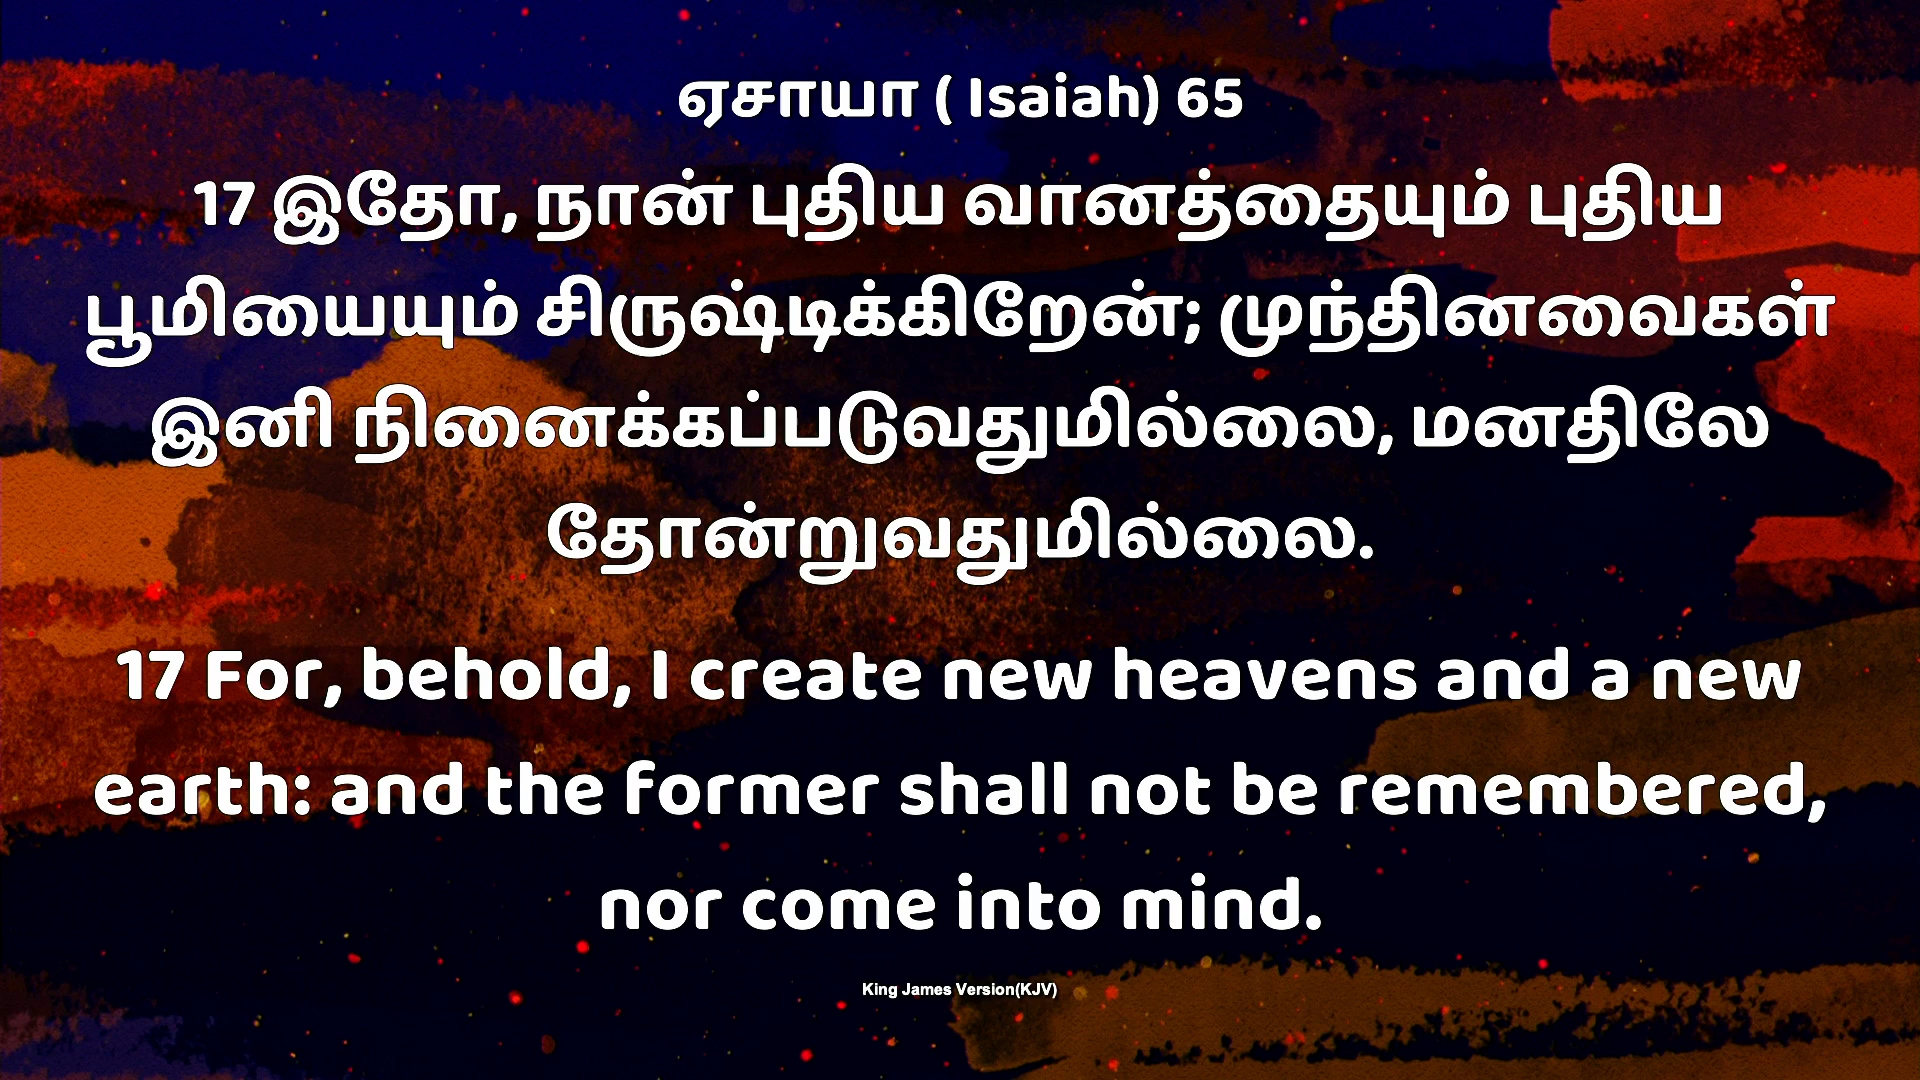 ஏசாயா ( Isaiah) 65
17 இதோ, நான் புதிய வானத்தையும் புதிய
பூமியையும் சிருஷ்டிக்கிறேன்; முந்தினவைகள்
இனி நினைக்கப்படுவதுமில்லை, மனதிலே
தோன்றுவதுமில்லை.
17 For, behold, I create new heavens and a new
earth: and the former shall not be remembered,
nor come into mind.
King James Version(KJV)